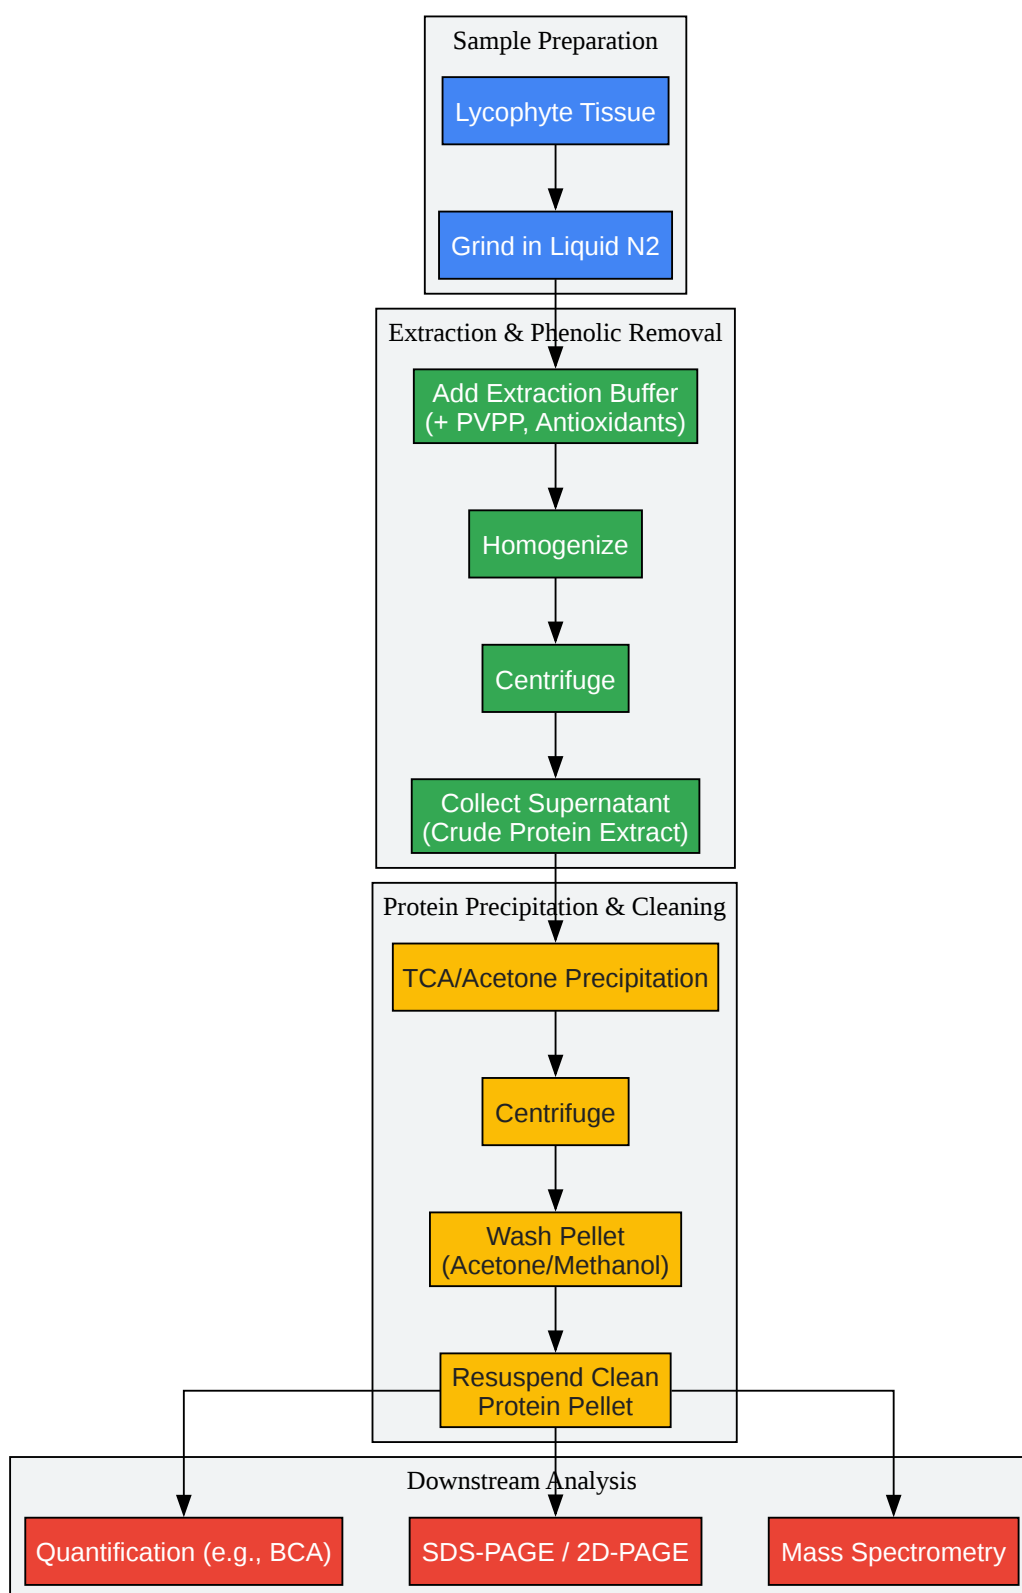 Sample Preparation
Lycophyte Tissue
Grind in Liquid N2
Extraction & Phenolic Removal
Add Extraction Buffer
(+ PVPP, Antioxidants)
Homogenize
Centrifuge
Collect Supernatant
(Crude Protein Extract)
Protein Precipitation & Cleaning
TCA/Acetone Precipitation
Centrifuge
Wash Pellet
(Acetone/Methanol)
Resuspend Clean
Protein Pellet
Downstream Analysis
Quantification (e.g., BCA)
SDS-PAGE / 2D-PAGE
Mass Spectrometry